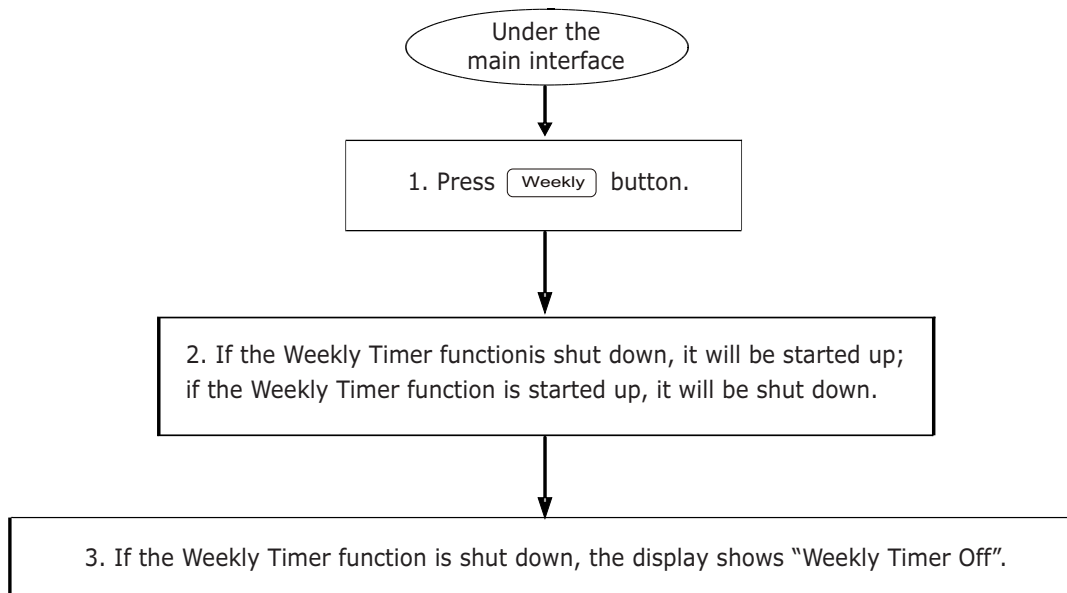 Under the
main interface
1. Press Weekly button.
2. If the Weekly Timer functionis shut down, it will be started up;
if the Weekly Timer function is started up, it will be shut down.
3. If the Weekly Timer function is shut down, the display shows “Weekly Timer Off”.